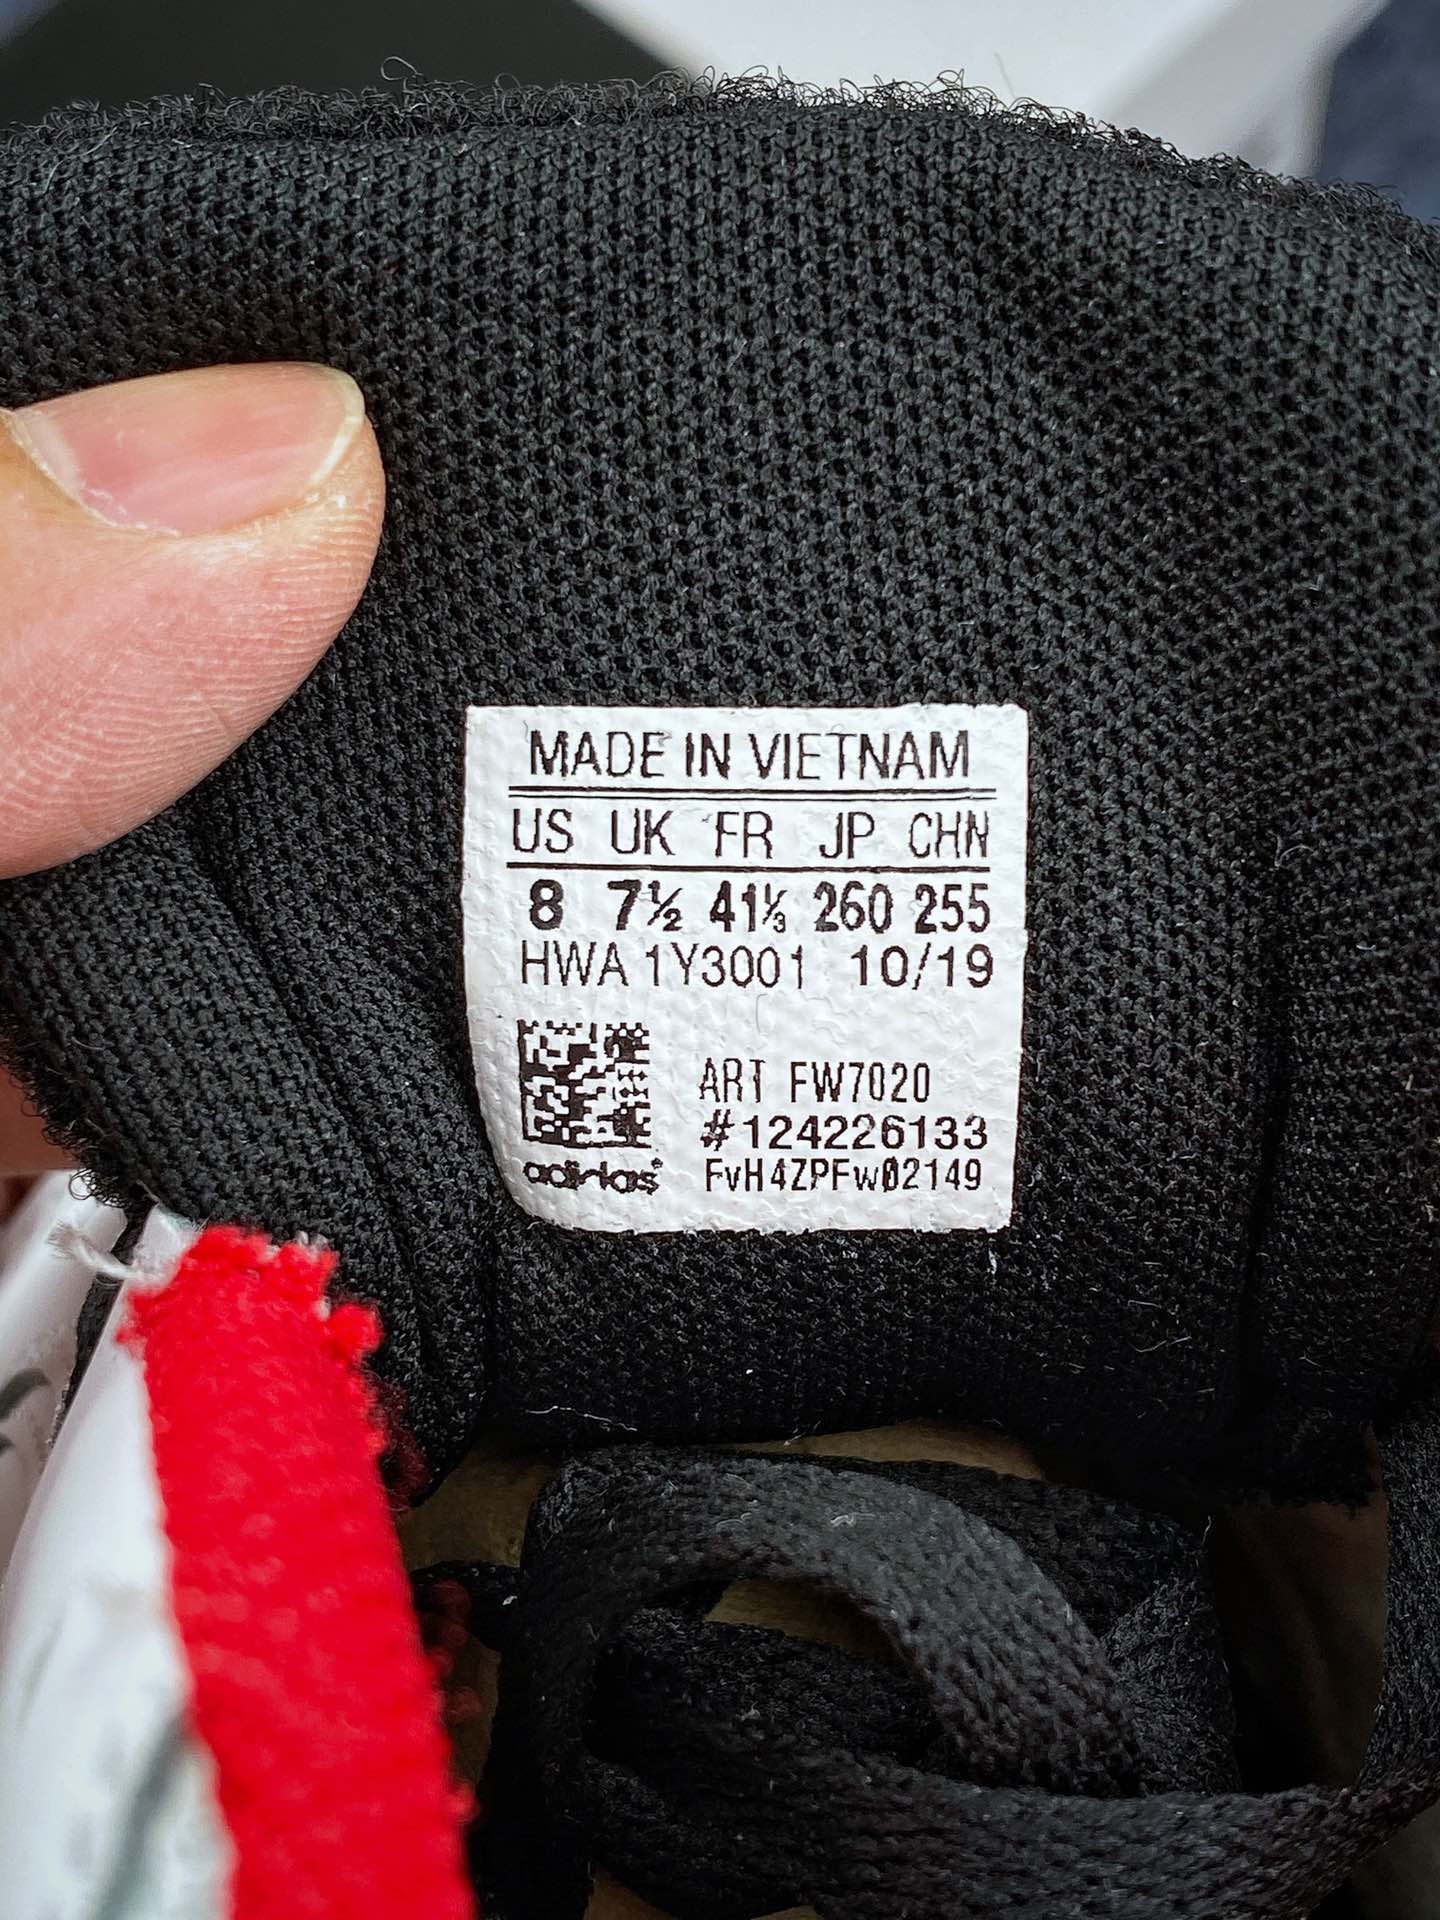 MADE IN VIETNAM
US UK FR JP CHN
8 7½ 41⅓ 260 255
HWA 1Y3001 10/19
ART FW7020
#124226133
adidas FvH4ZPFw02149